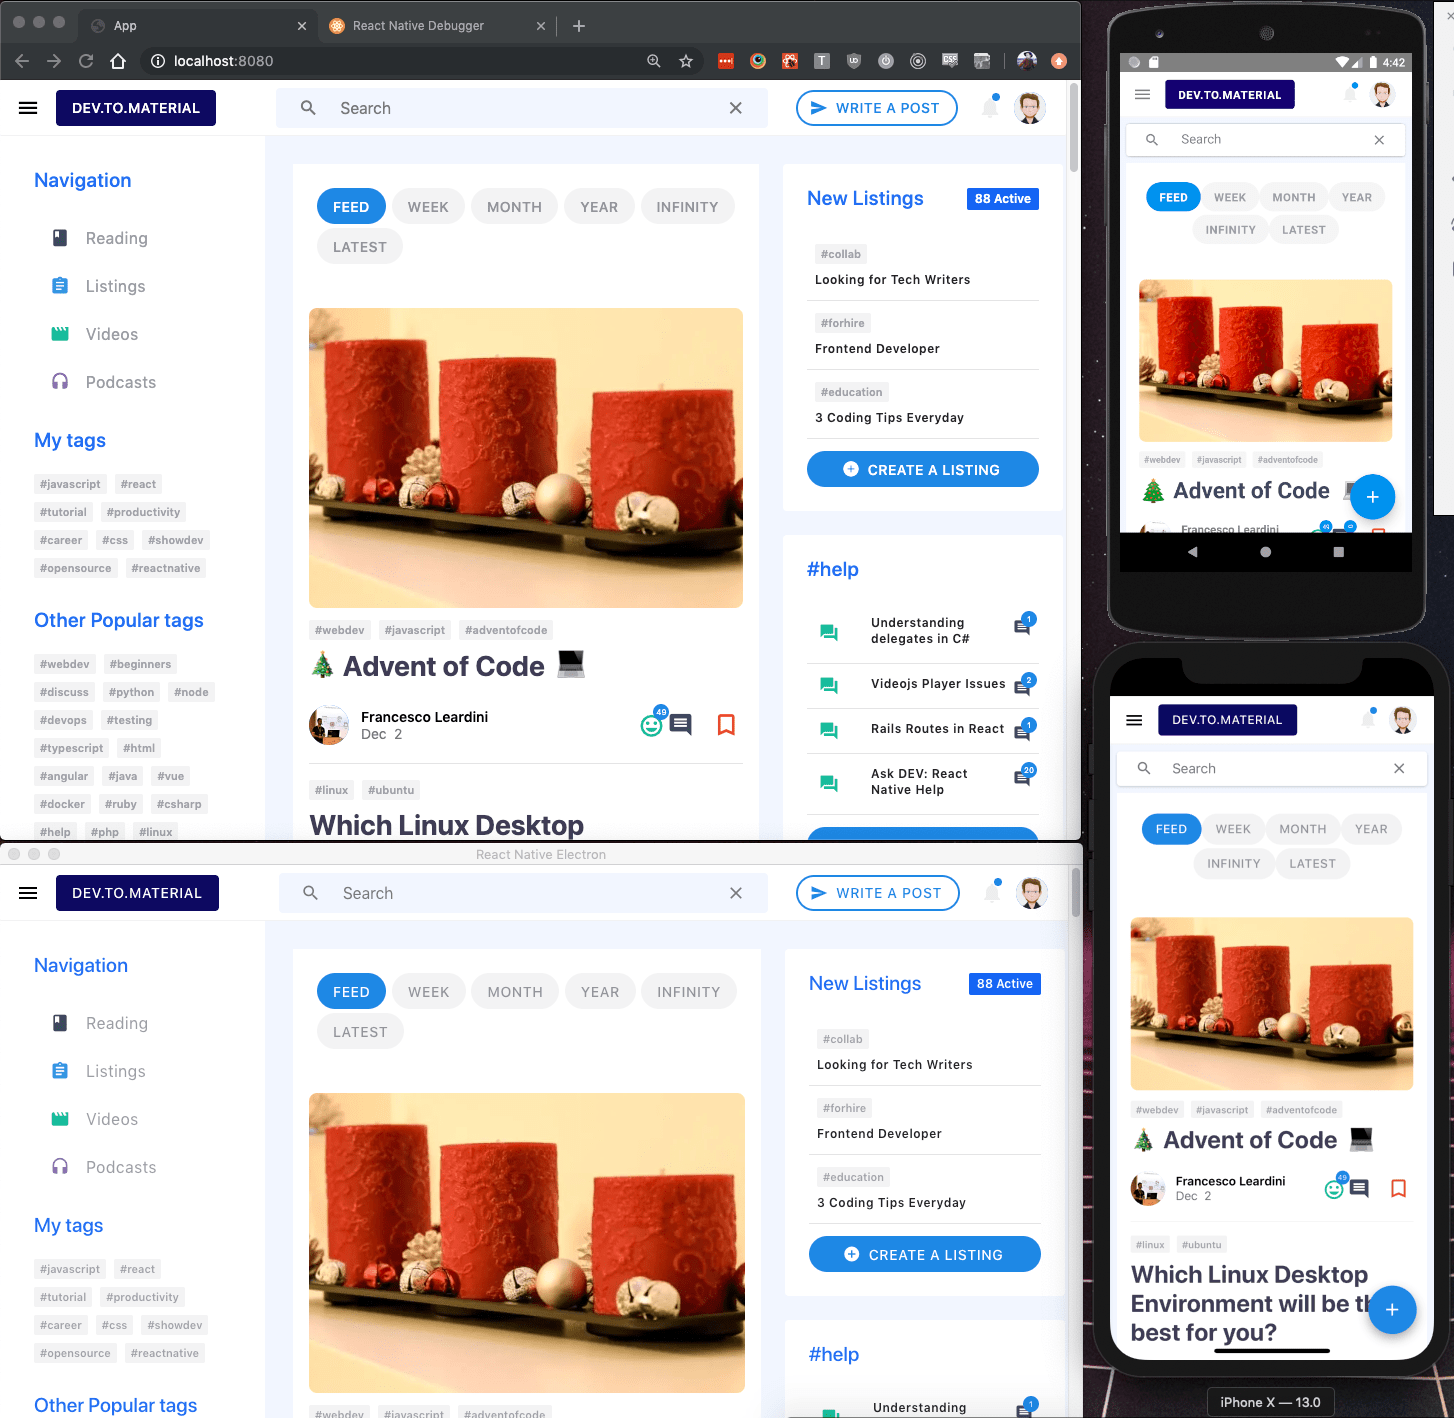 App
React Native Debugger
localhost:8080
DEV.TO.MATERIAL
Search
WRITE A POST
Navigation
Reading
Listings
Videos
Podcasts
My tags
#javascript #react
#tutorial #productivity
#career #css #showdev
#opensource #reactnative
Other Popular tags
#webdev #beginners
#discuss #python #node
#devops #testing
#typescript #html
#angular #java #vue
#docker #ruby #csharp
#help #php #linux
FEED WEEK MONTH YEAR INFINITY
LATEST
#webdev #javascript #adventofcode
Advent of Code
Francesco Leardini
Dec 2
49
#linux #ubuntu
Which Linux Desktop
New Listings 88 Active
#collab
Looking for Tech Writers
#forhire
Frontend Developer
#education
3 Coding Tips Everyday
CREATE A LISTING
#help
Understanding
delegates in C#
1
Videojs Player Issues
2
Rails Routes in React
1
Ask DEV: React
Native Help
20
React Native Electron
DEV.TO.MATERIAL
Search
WRITE A POST
Navigation
Reading
Listings
Videos
Podcasts
My tags
#javascript #react
#tutorial #productivity
#career #css #showdev
#opensource #reactnative
Other Popular tags
FEED WEEK MONTH YEAR INFINITY
LATEST
#webdev #javascript #adventofcode
New Listings 88 Active
#collab
Looking for Tech Writers
#forhire
Frontend Developer
#education
3 Coding Tips Everyday
CREATE A LISTING
#help
Understanding
1
4:42
DEV.TO.MATERIAL
Search
FEED WEEK MONTH YEAR
INFINITY LATEST
#webdev #javascript #adventofcode
Advent of Code
Francesco Leardini
49
DEV.TO.MATERIAL
Search
FEED WEEK MONTH YEAR
INFINITY LATEST
#webdev #javascript #adventofcode
Advent of Code
Francesco Leardini
Dec 2
49
#linux #ubuntu
Which Linux Desktop
Environment will be
best for you?
iPhone X — 13.0